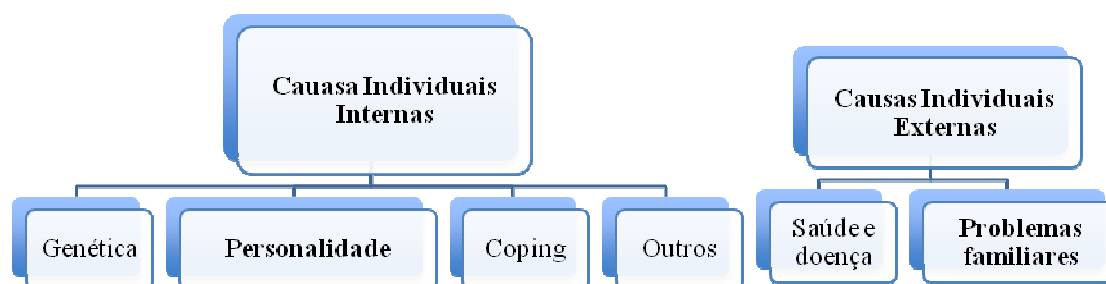 Cauasa Individuais
Internas
Causas Individuais
Externas
Genética
Personalidade
Coping
Outros
Saúde e
doença
Problemas
familiares